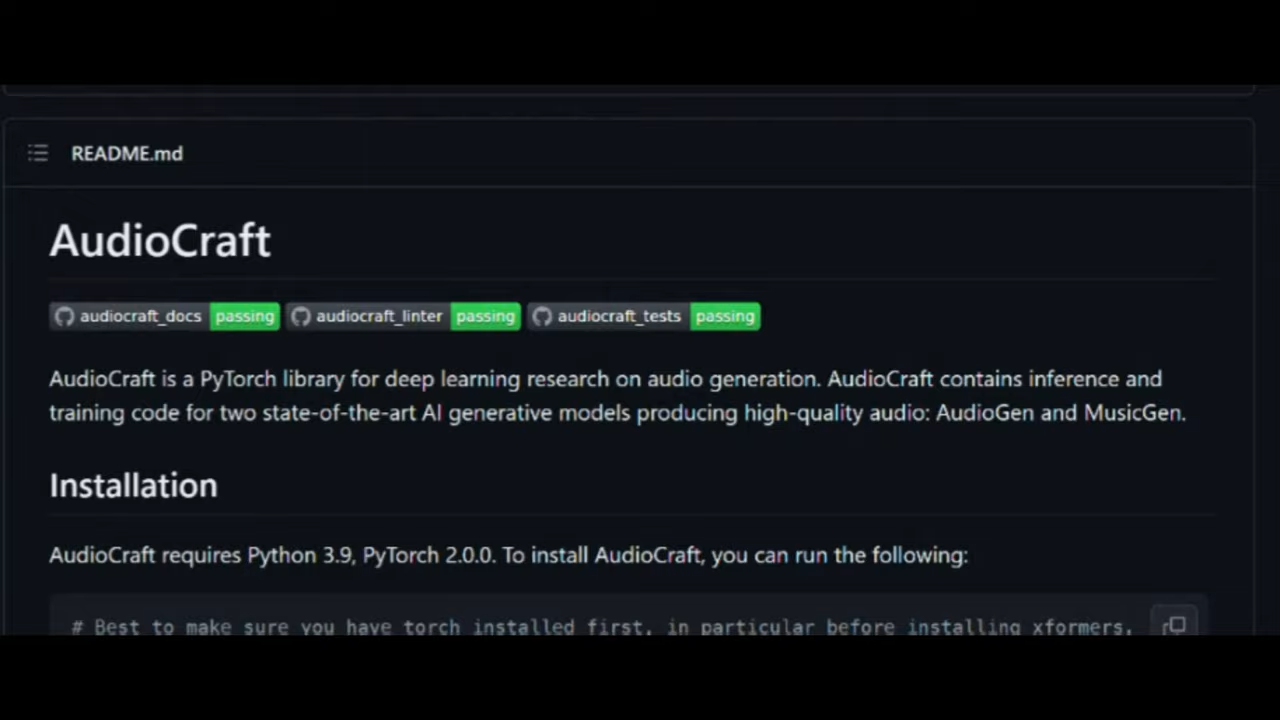 README.md
AudioCraft
audiocraft_docs passing audiocraft_linter passing audiocraft_tests passing
AudioCraft is a PyTorch library for deep learning research on audio generation. AudioCraft contains inference and
training code for two state-of-the-art AI generative models producing high-quality audio: AudioGen and MusicGen.
Installation
AudioCraft requires Python 3.9, PyTorch 2.0.0. To install AudioCraft, you can run the following:
# Best to make sure you have torch installed first, in particular before installing xformers.